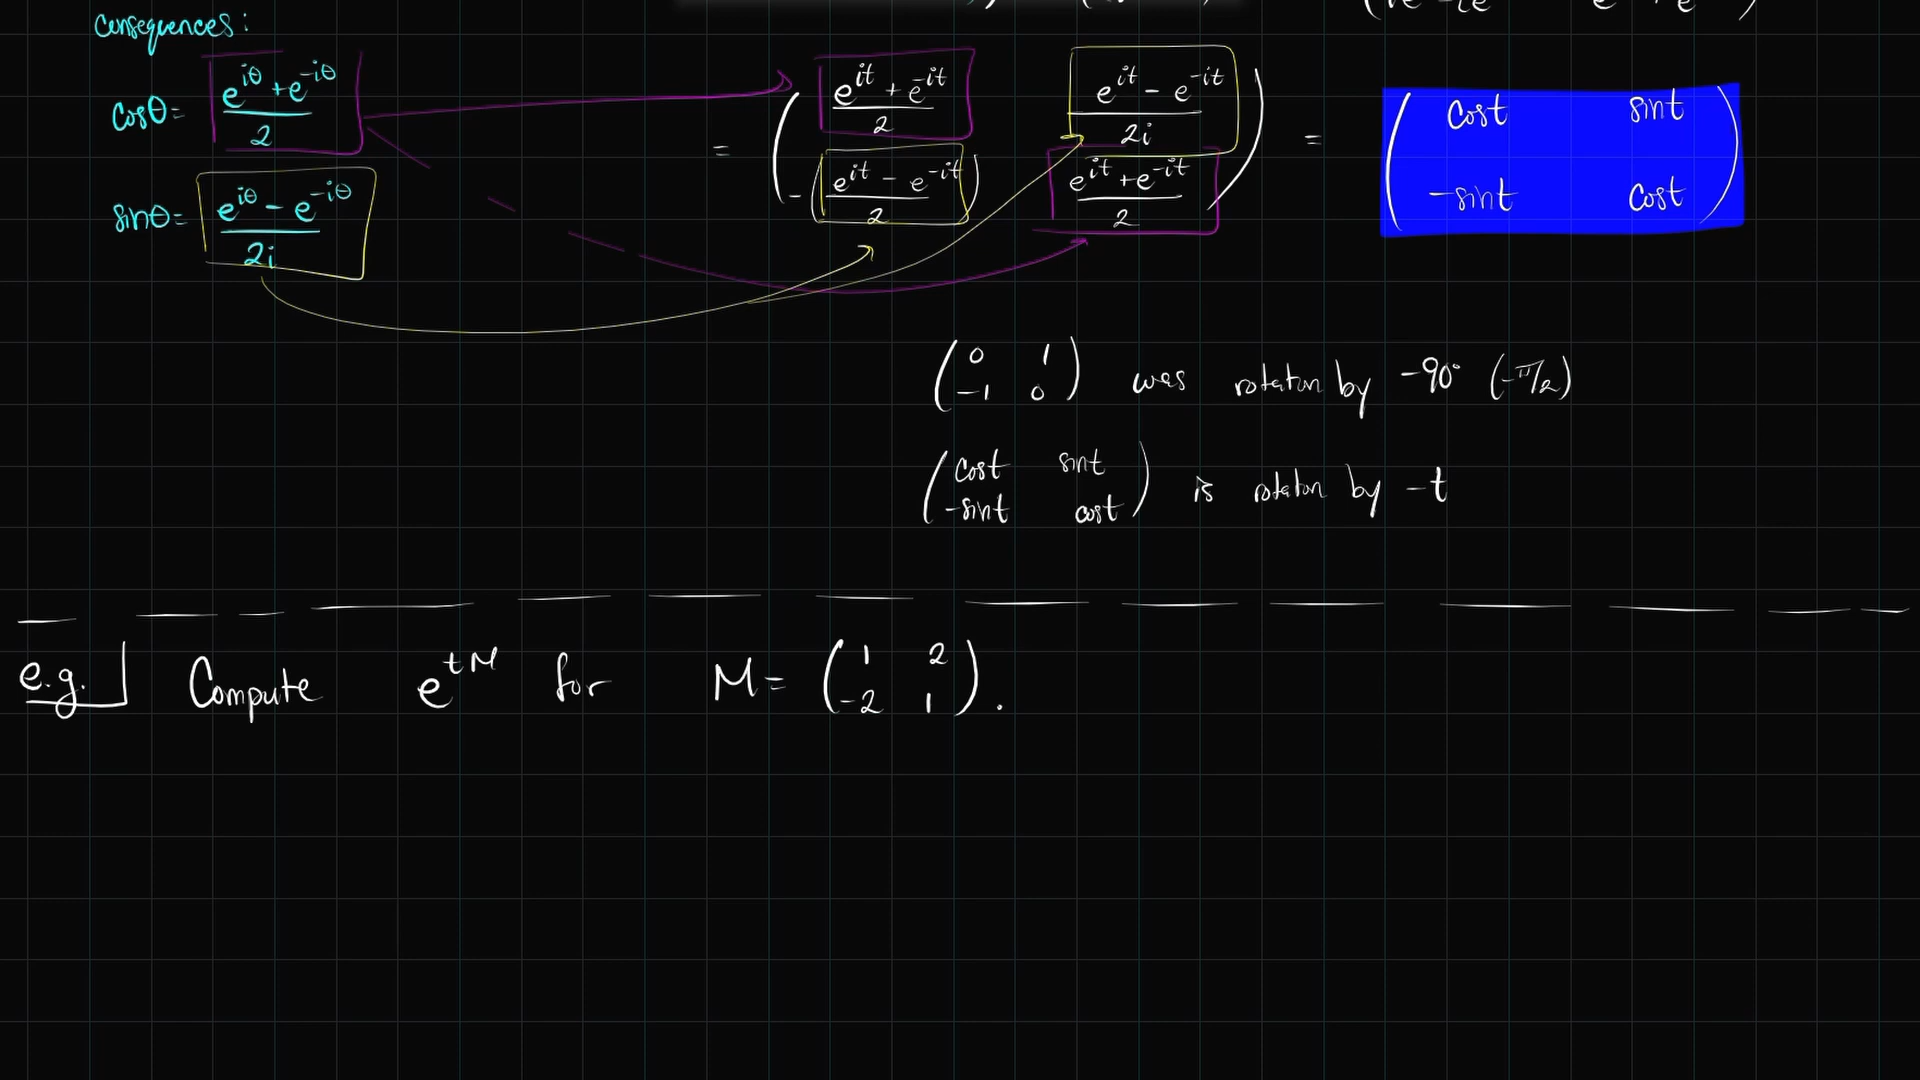 Consequences:
cosθ = (e^{iθ} + e^{-iθ})/2
sinθ = (e^{iθ} - e^{-iθ})/2i
= ( (e^{it} + e^{-it})/2   (e^{it} - e^{-it})/2i
-((e^{it} - e^{-it})/2)   (e^{it} + e^{-it})/2 )
= ( cost   sint
-sint   cost )
( 0   1
-1   0 ) was rotation by -90° (-π/2)
( cost   sint
-sint   cost ) is rotation by -t
e.g. Compute e^{tM} for M = ( 1   2
-2   1 ).